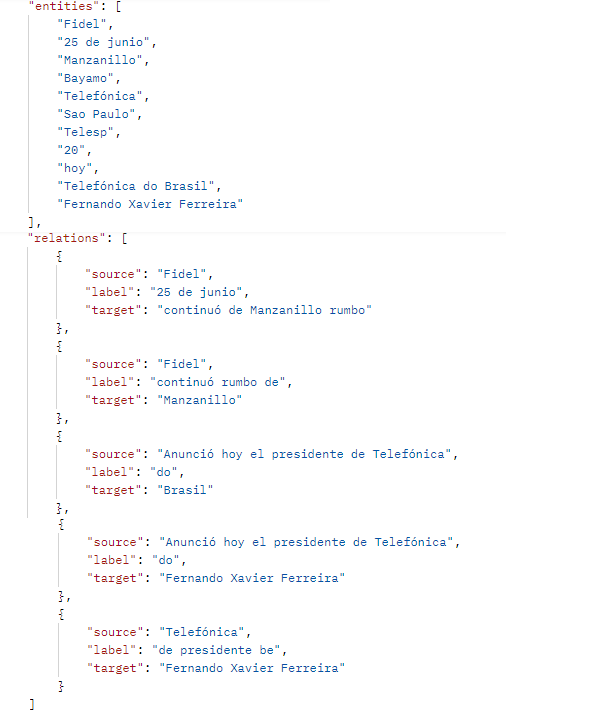 "entities": [
"Fidel",
"25 de junio",
"Manzanillo",
"Bayamo",
"Telefónica",
"Sao Paulo",
"Telesp",
"20",
"hoy",
"Telefónica do Brasil",
"Fernando Xavier Ferreira"
],
"relations": [
{
"source": "Fidel",
"label": "25 de junio",
"target": "continuó de Manzanillo rumbo"
},
{
"source": "Fidel",
"label": "continuó rumbo de",
"target": "Manzanillo"
},
{
"source": "Anunció hoy el presidente de Telefónica",
"label": "do",
"target": "Brasil"
},
{
"source": "Anunció hoy el presidente de Telefónica",
"label": "do",
"target": "Fernando Xavier Ferreira"
},
{
"source": "Telefónica",
"label": "de presidente be",
"target": "Fernando Xavier Ferreira"
}
]